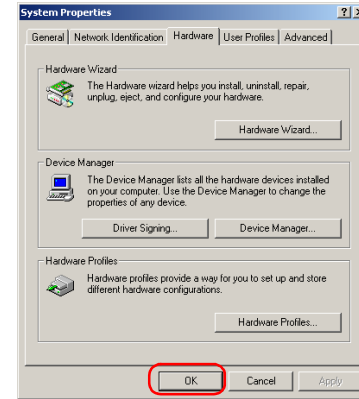 System Properties
General Network Identification Hardware User Profiles Advanced
Hardware Wizard
The Hardware wizard helps you install, uninstall, repair,
unplug, eject, and configure your hardware.
Hardware Wizard...
Device Manager
The Device Manager lists all the hardware devices installed
on your computer. Use the Device Manager to change the
properties of any device.
Driver Signing... Device Manager...
Hardware Profiles
Hardware profiles provide a way for you to set up and store
different hardware configurations.
Hardware Profiles...
OK Cancel Apply